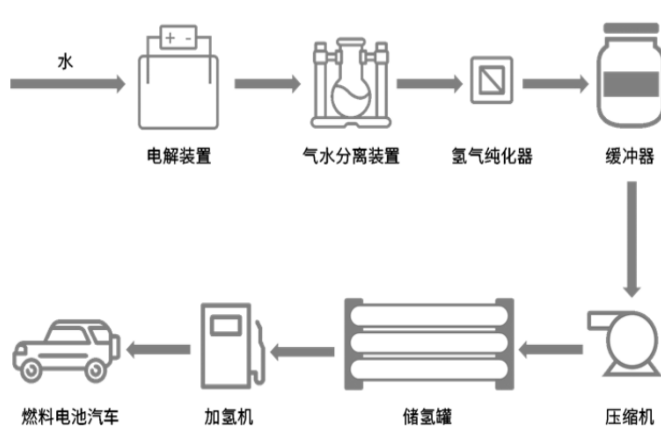 水
电解装置
气水分离装置
氢气纯化器
缓冲器
燃料电池汽车
加氢机
储氢罐
压缩机